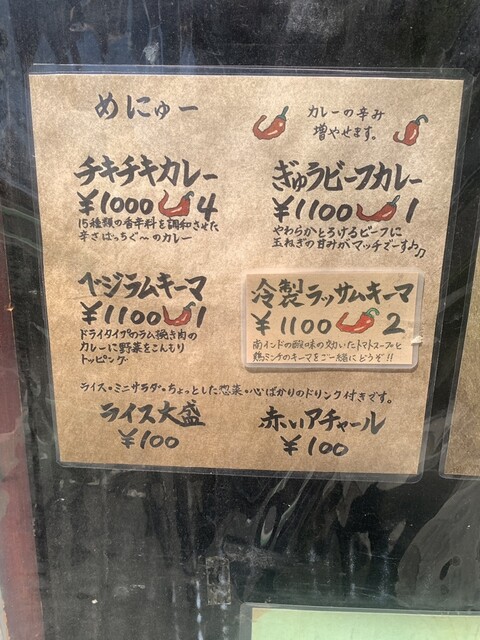 めにゅー
カレーの辛み
増やせます。
チキチキカレー
¥1000 4
15種類の香辛料を調和させた
辛さばっちぐ〜のカレー
ぎゅうビーフカレー
¥1100 1
やわらかとろけるビーフに
玉ねぎの甘みがマッチでーすよ♪
ベジラムキーマ
¥1100 1
ドライタイプのラム挽き肉の
カレーに野菜をこんもり
トッピング
冷製ラッサムキーマ
¥1100 2
南インドの酸味の効いたトマトスープと
鶏ミンチのキーマをご一緒にどうぞ!!
ライス・ミニサラダ・ちょっとした惣菜・心ばかりのドリンク付きです。
ライス大盛
¥100
赤いアチャール
¥100